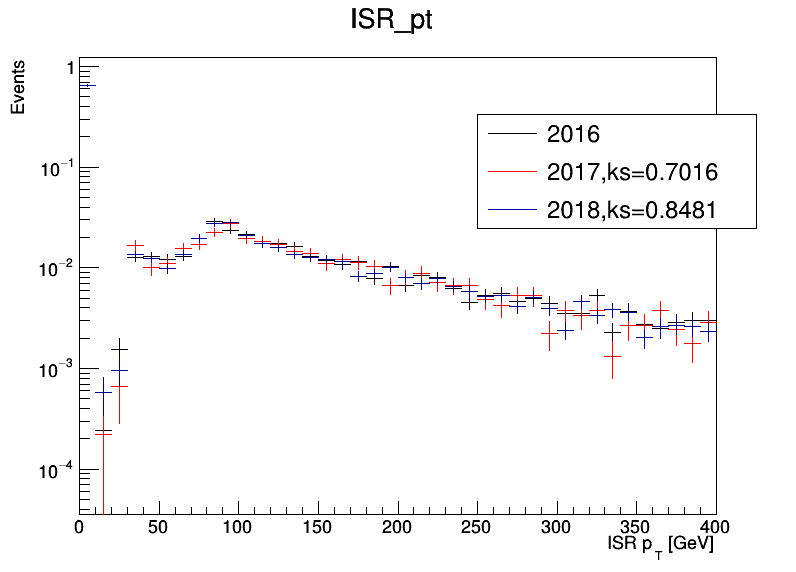 ISR_pt
Events
1
10⁻¹
10⁻²
10⁻³
10⁻⁴
2016
2017,ks=0.7016
2018,ks=0.8481
0 50 100 150 200 250 300 350 400
ISR p_T [GeV]